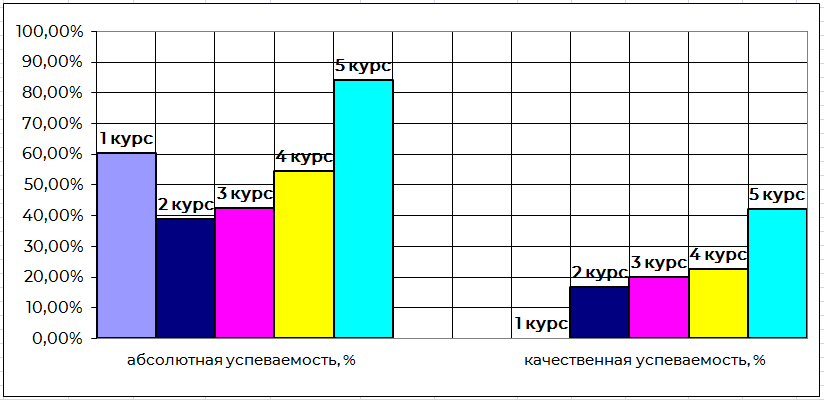 100,00%
90,00%
80,00%
70,00%
60,00%
50,00%
40,00%
30,00%
20,00%
10,00%
0,00%
1 курс
2 курс
3 курс
4 курс
5 курс
1 курс
2 курс
3 курс
4 курс
5 курс
абсолютная успеваемость, %
качественная успеваемость, %